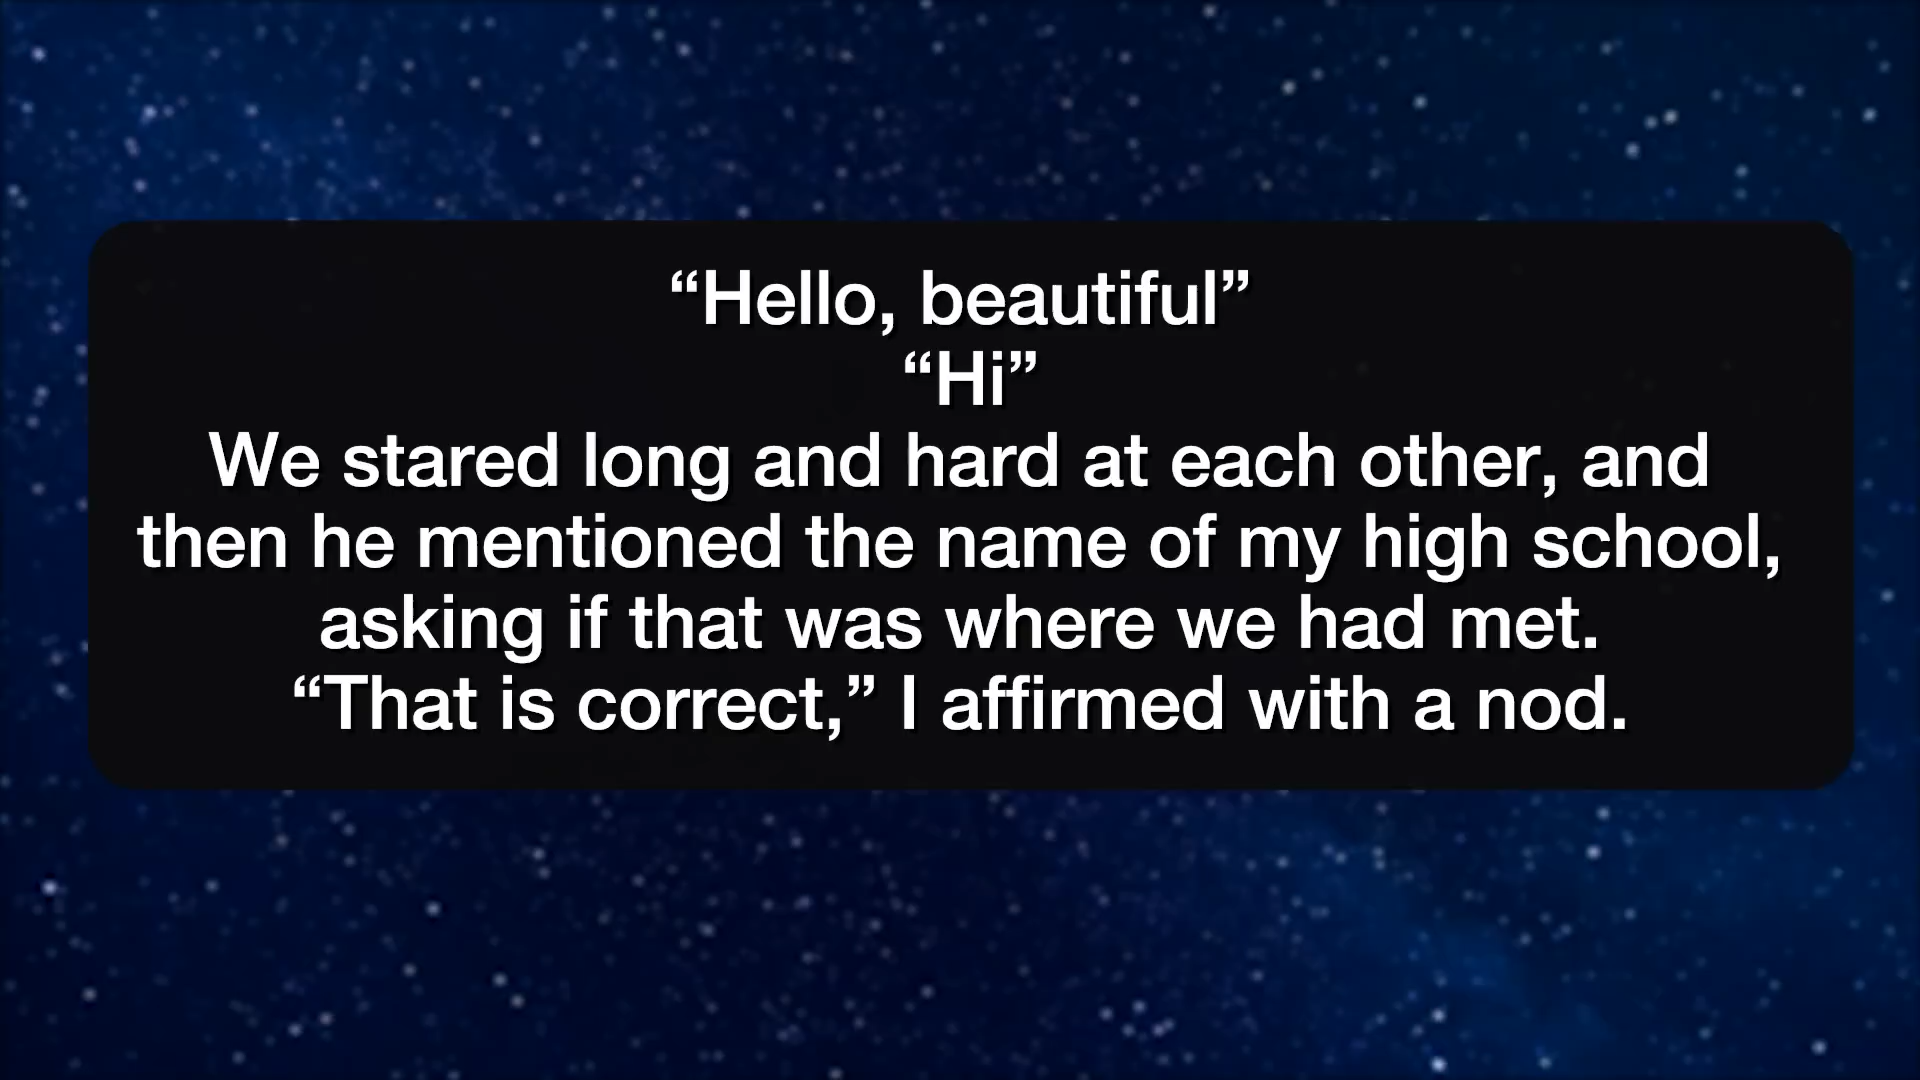 “Hello, beautiful”
“Hi”
We stared long and hard at each other, and
then he mentioned the name of my high school,
asking if that was where we had met.
“That is correct,” I affirmed with a nod.